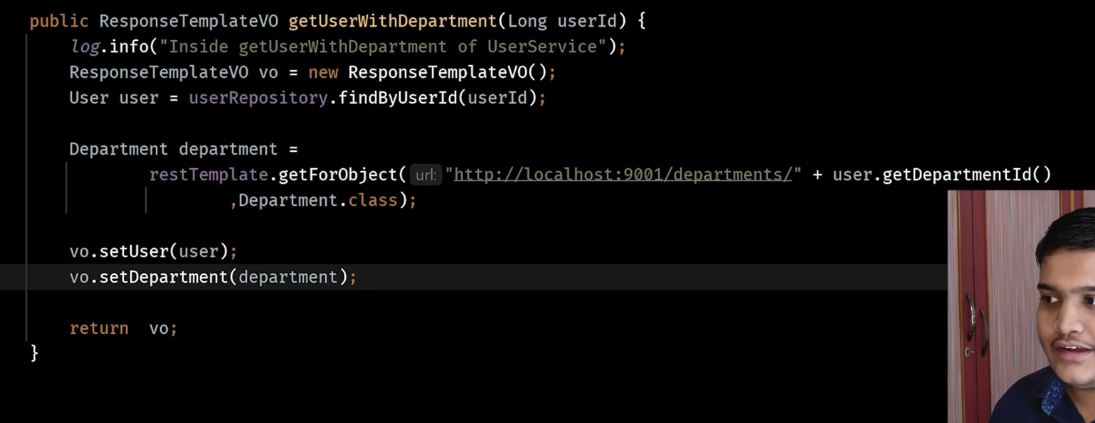 public ResponseTemplateVO getUserWithDepartment(Long userId) {
log.info("Inside getUserWithDepartment of UserService");
ResponseTemplateVO vo = new ResponseTemplateVO();
User user = userRepository.findByUserId(userId);
Department department =
restTemplate.getForObject( url: "http://localhost:9001/departments/" + user.getDepartmentId()
,Department.class);
vo.setUser(user);
vo.setDepartment(department);
return  vo;
}